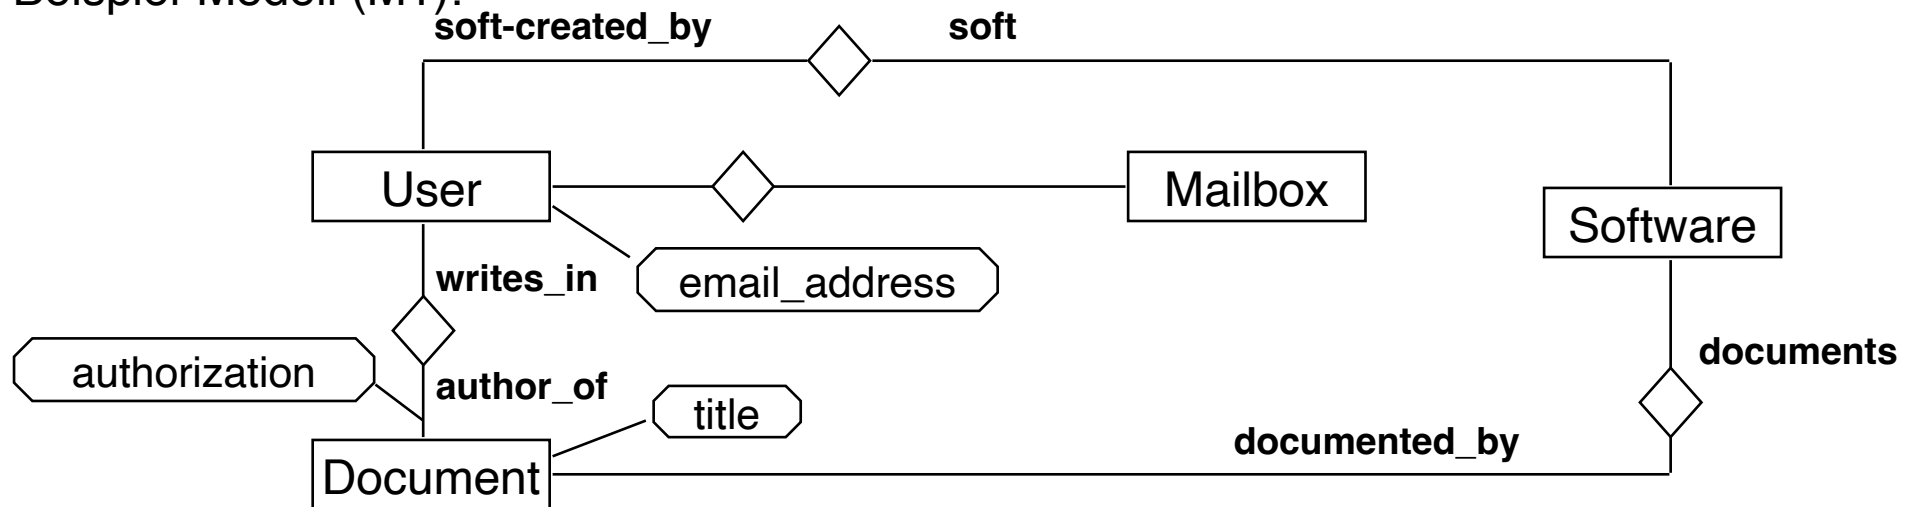 soft-created_by soft
User
Mailbox
Software
writes_in
email_address
documents
authorization
author_of
title
documented_by
Document